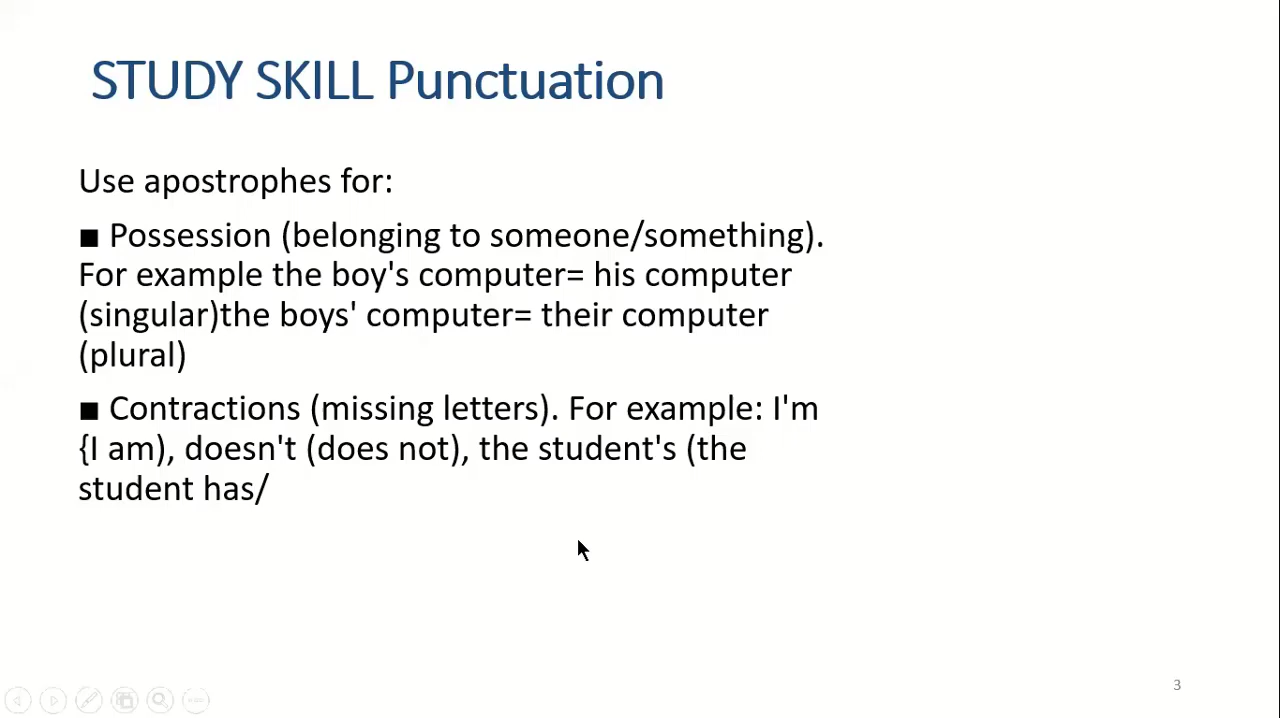 STUDY SKILL Punctuation
Use apostrophes for:
■ Possession (belonging to someone/something).
For example the boy's computer= his computer
(singular)the boys' computer= their computer
(plural)
■ Contractions (missing letters). For example: I'm
{I am), doesn't (does not), the student's (the
student has/
3